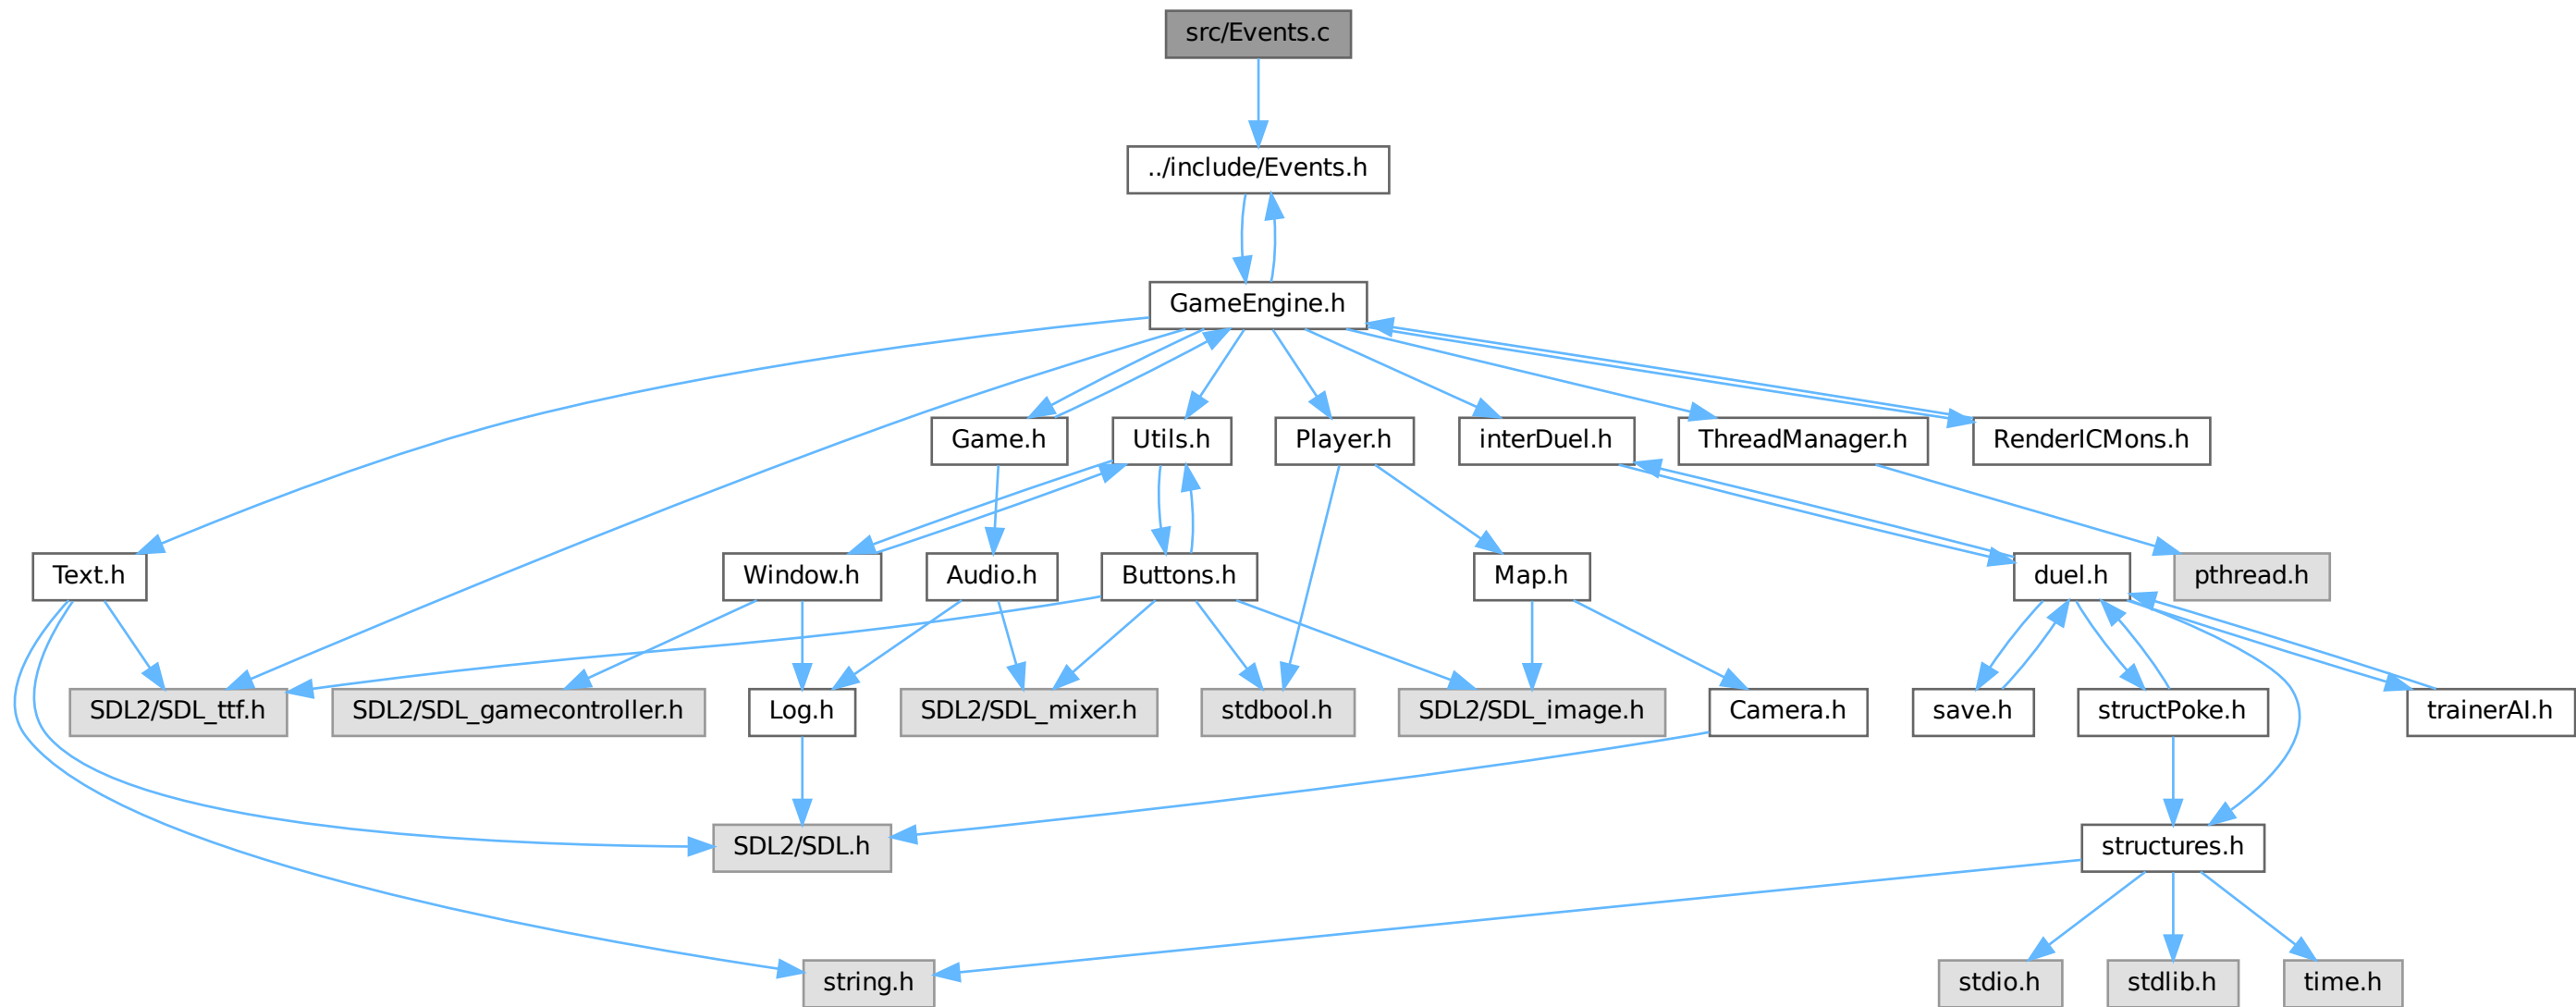 src/Events.c
../include/Events.h
GameEngine.h
Game.h
Utils.h
Player.h
interDuel.h
ThreadManager.h
RenderICMons.h
Text.h
Window.h
Audio.h
Buttons.h
Map.h
duel.h
pthread.h
SDL2/SDL_ttf.h
SDL2/SDL_gamecontroller.h
Log.h
SDL2/SDL_mixer.h
stdbool.h
SDL2/SDL_image.h
Camera.h
save.h
structPoke.h
trainerAI.h
SDL2/SDL.h
structures.h
string.h
stdio.h
stdlib.h
time.h